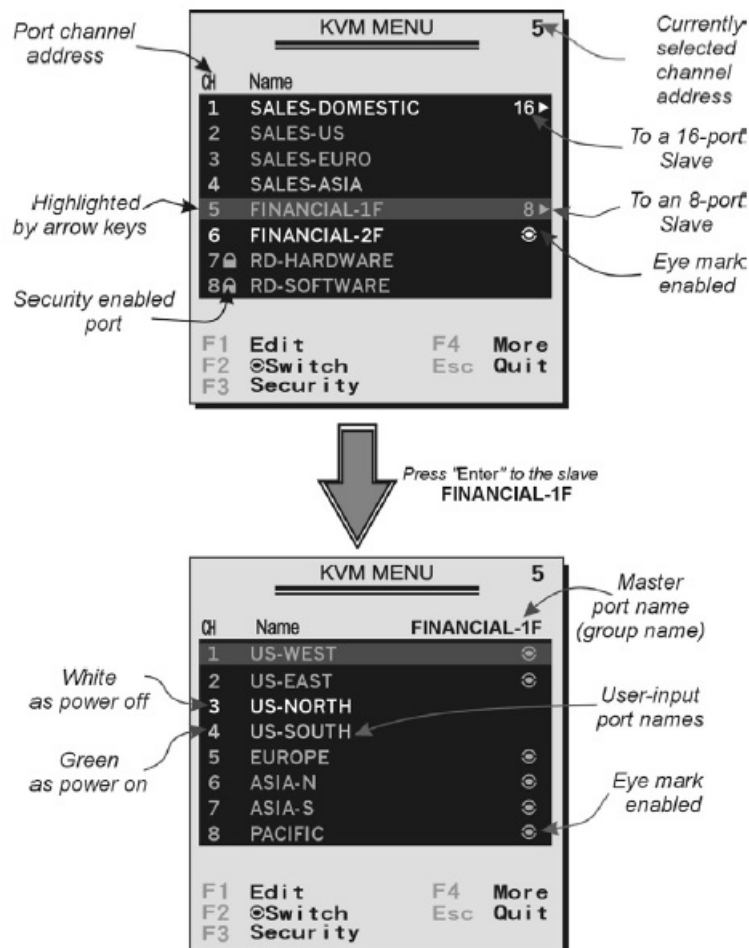 Port channel
address
KVM MENU 5
Currently
selected
channel
address
CH Name
1 SALES-DOMESTIC 16
2 SALES-US
3 SALES-EURO
4 SALES-ASIA
5 FINANCIAL-1F 8
6 FINANCIAL-2F
7 RD-HARDWARE
8 RD-SOFTWARE
To a 16-port
Slave
Highlighted
by arrow keys
To an 8-port
Slave
Eye mark
enabled
Security enabled
port
F1 Edit F4 More
F2 Switch Esc Quit
F3 Security
Press "Enter" to the slave
FINANCIAL-1F
KVM MENU 5
Master
port name
(group name)
CH Name FINANCIAL-1F
1 US-WEST
2 US-EAST
3 US-NORTH
4 US-SOUTH
5 EUROPE
6 ASIA-N
7 ASIA-S
8 PACIFIC
White
as power off
User-input
port names
Green
as power on
Eye mark
enabled
F1 Edit F4 More
F2 Switch Esc Quit
F3 Security